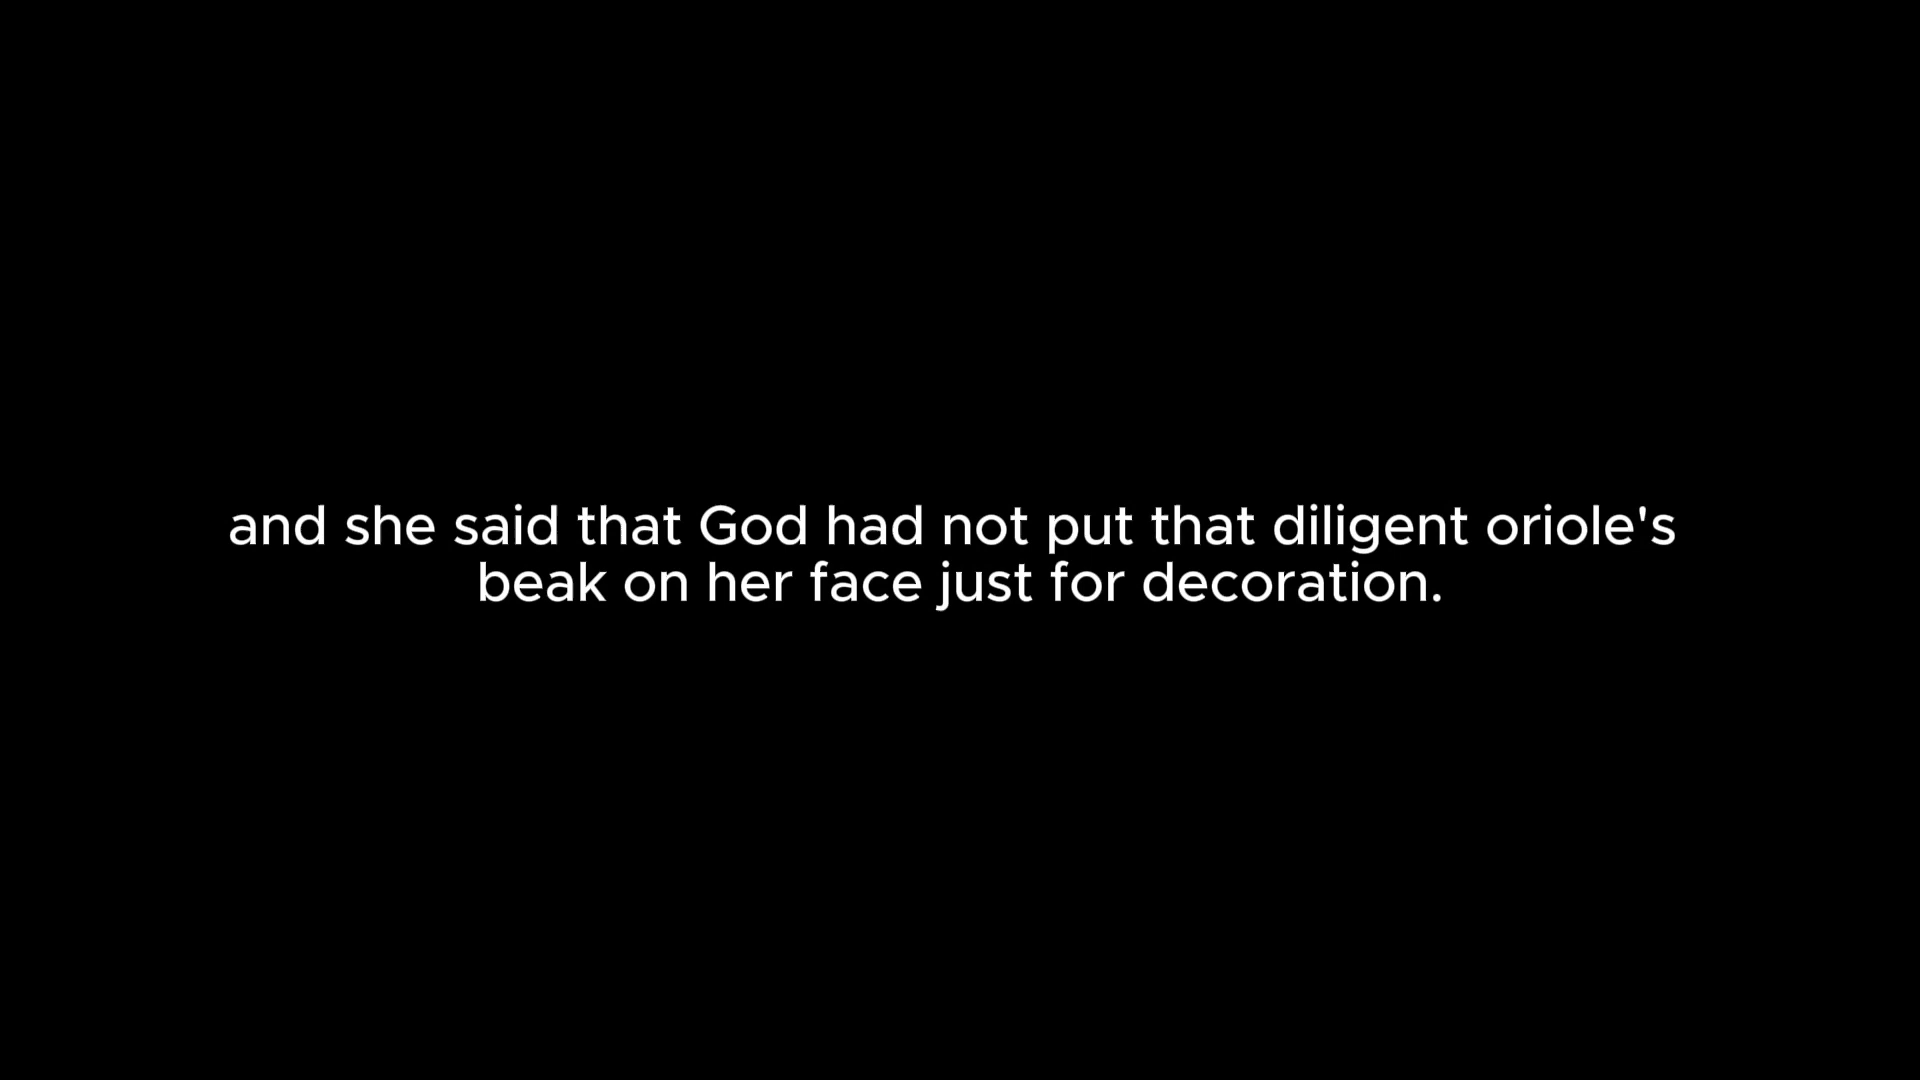 and she said that God had not put that diligent oriole's
beak on her face just for decoration.